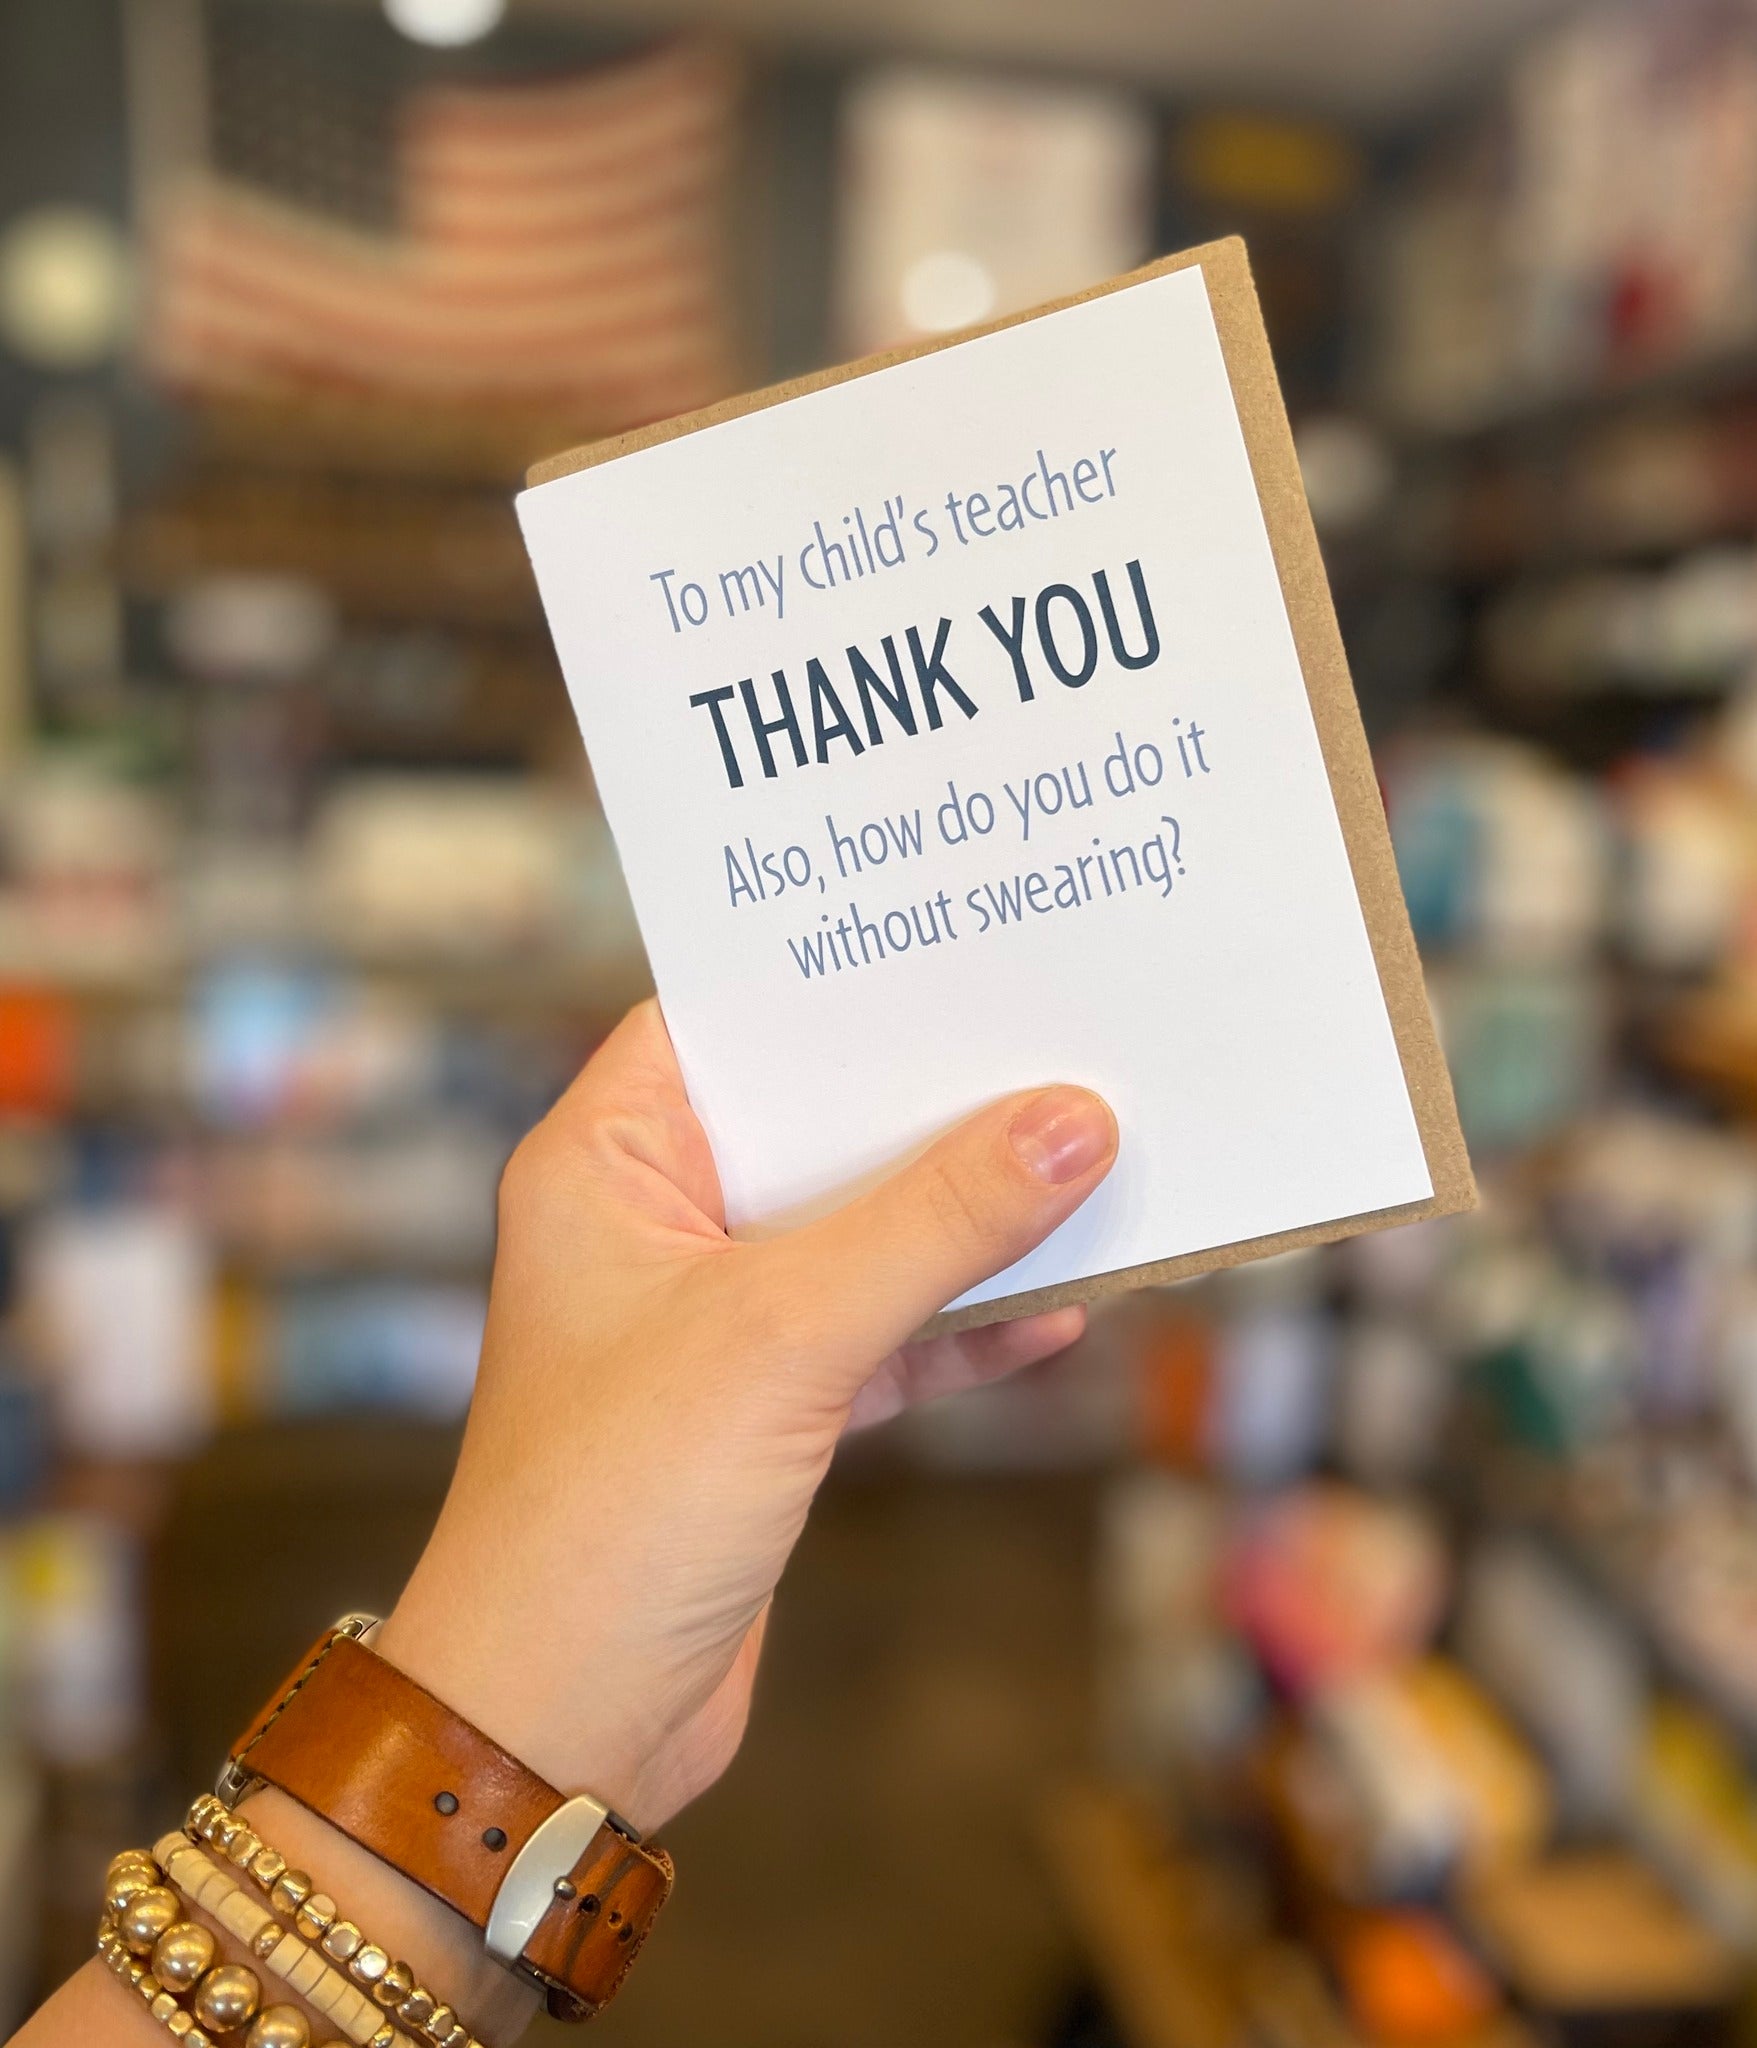 To my child's teacher
THANK YOU
Also, how do you do it
without swearing?